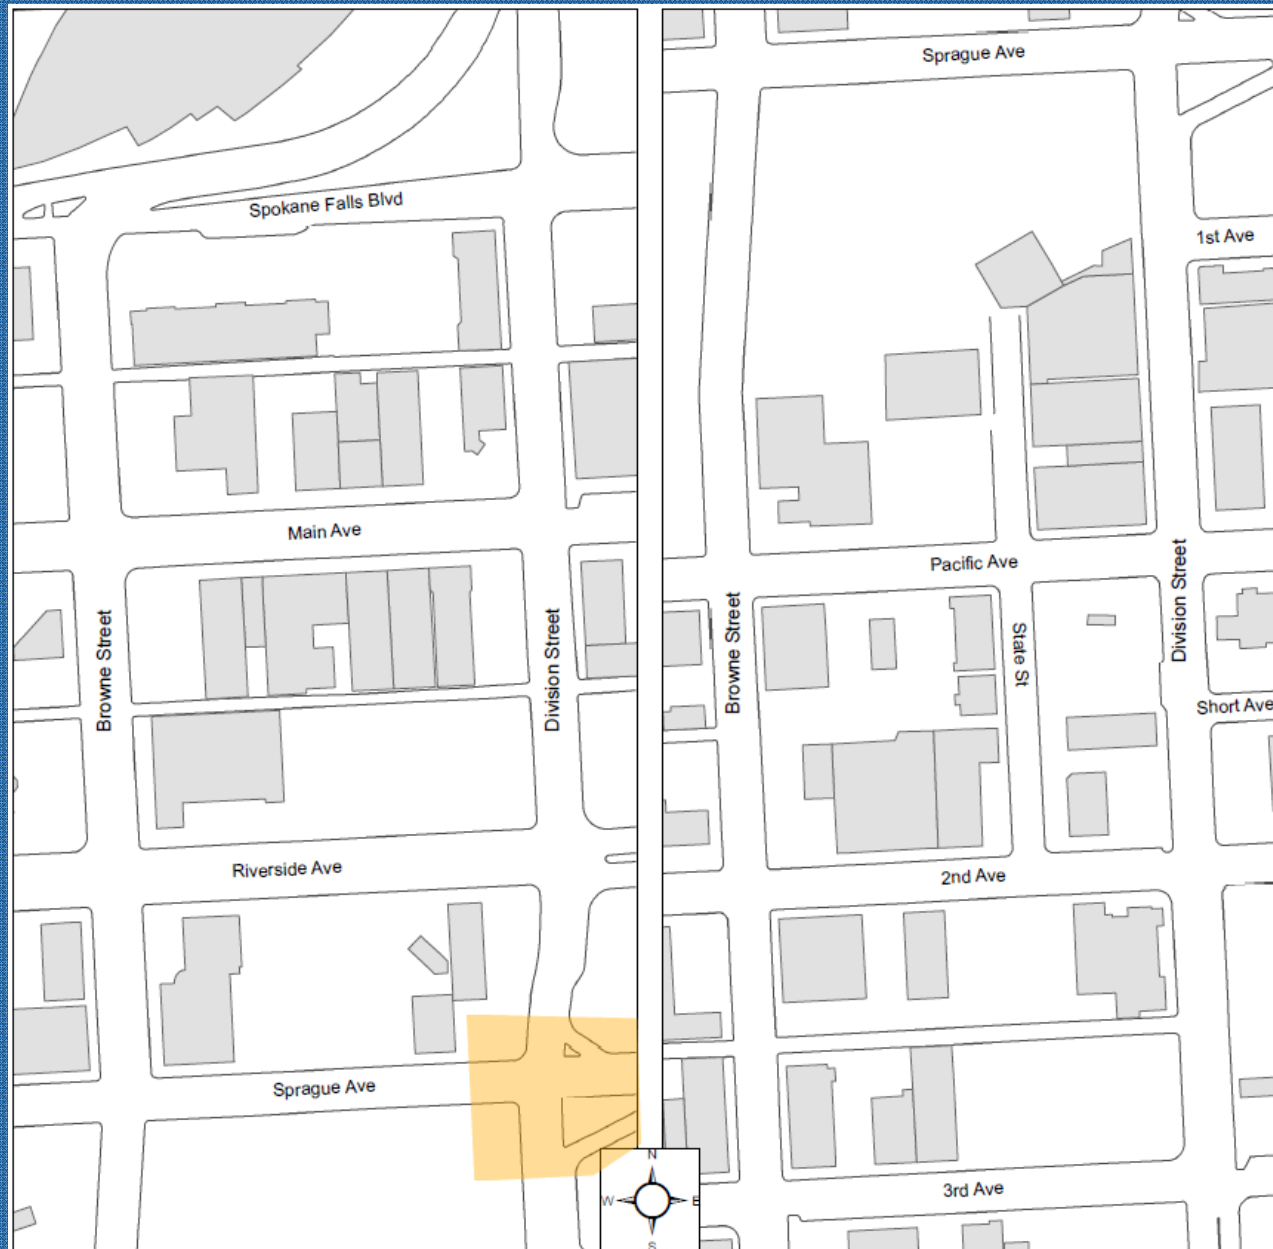 Spokane Falls Blvd
Main Ave
Browne Street
Division Street
Riverside Ave
Sprague Ave
Sprague Ave
1st Ave
Pacific Ave
Division Street
Browne Street
State St
Short Ave
2nd Ave
3rd Ave
N
W
E
S